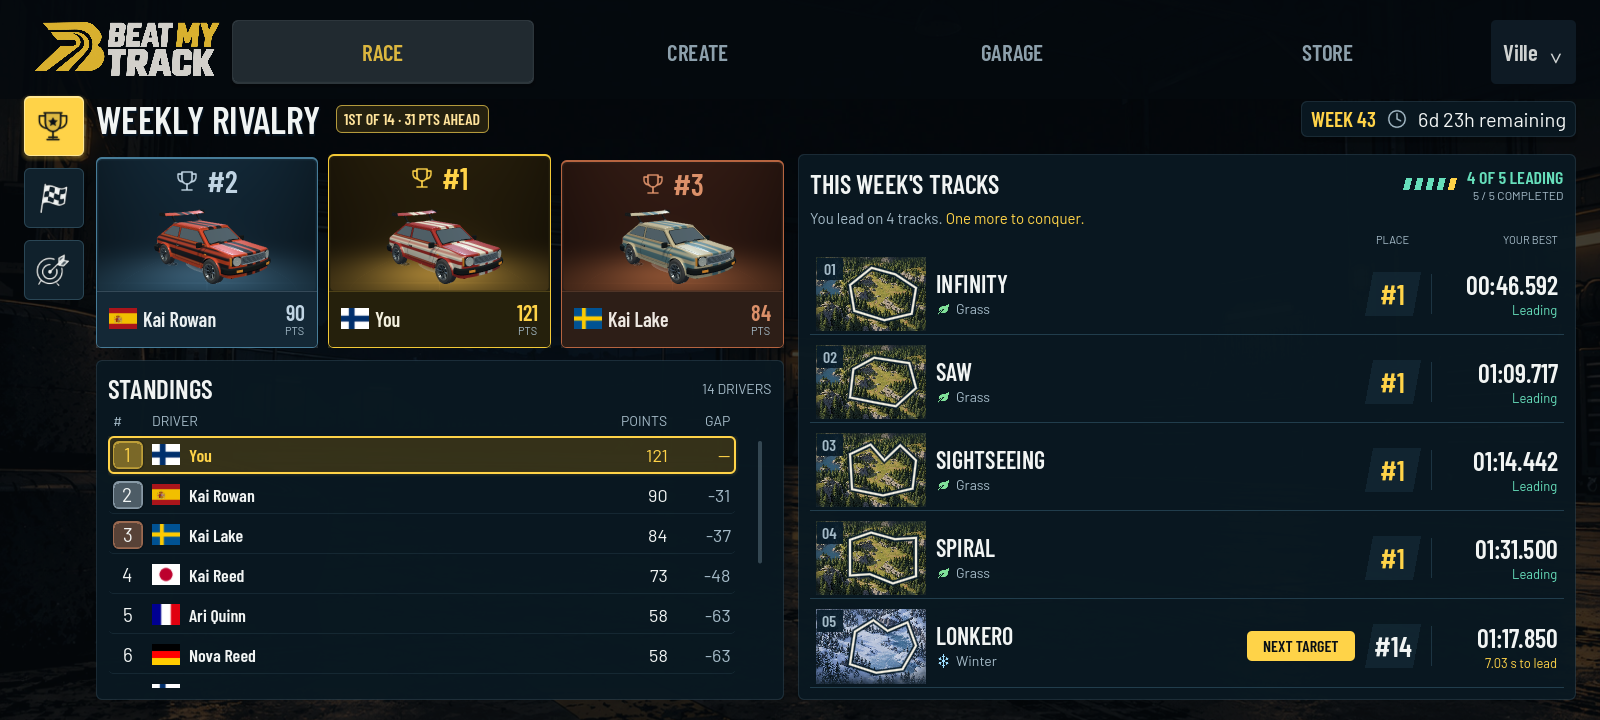 BEAT MY
TRACK
RACE
CREATE
GARAGE
STORE
Ville
WEEKLY RIVALRY
1ST OF 14 · 31 PTS AHEAD
WEEK 43
6d 23h remaining
#2
Kai Rowan
90
PTS
#1
You
121
PTS
#3
Kai Lake
84
PTS
STANDINGS
14 DRIVERS
# DRIVER POINTS GAP
1 You 121 —
2 Kai Rowan 90 -31
3 Kai Lake 84 -37
4 Kai Reed 73 -48
5 Ari Quinn 58 -63
6 Nova Reed 58 -63
THIS WEEK'S TRACKS
4 OF 5 LEADING
5 / 5 COMPLETED
You lead on 4 tracks. One more to conquer.
PLACE YOUR BEST
01
INFINITY
Grass
#1
00:46.592
Leading
02
SAW
Grass
#1
01:09.717
Leading
03
SIGHTSEEING
Grass
#1
01:14.442
Leading
04
SPIRAL
Grass
#1
01:31.500
Leading
05
LONKERO
Winter
NEXT TARGET
#14
01:17.850
7.03 s to lead